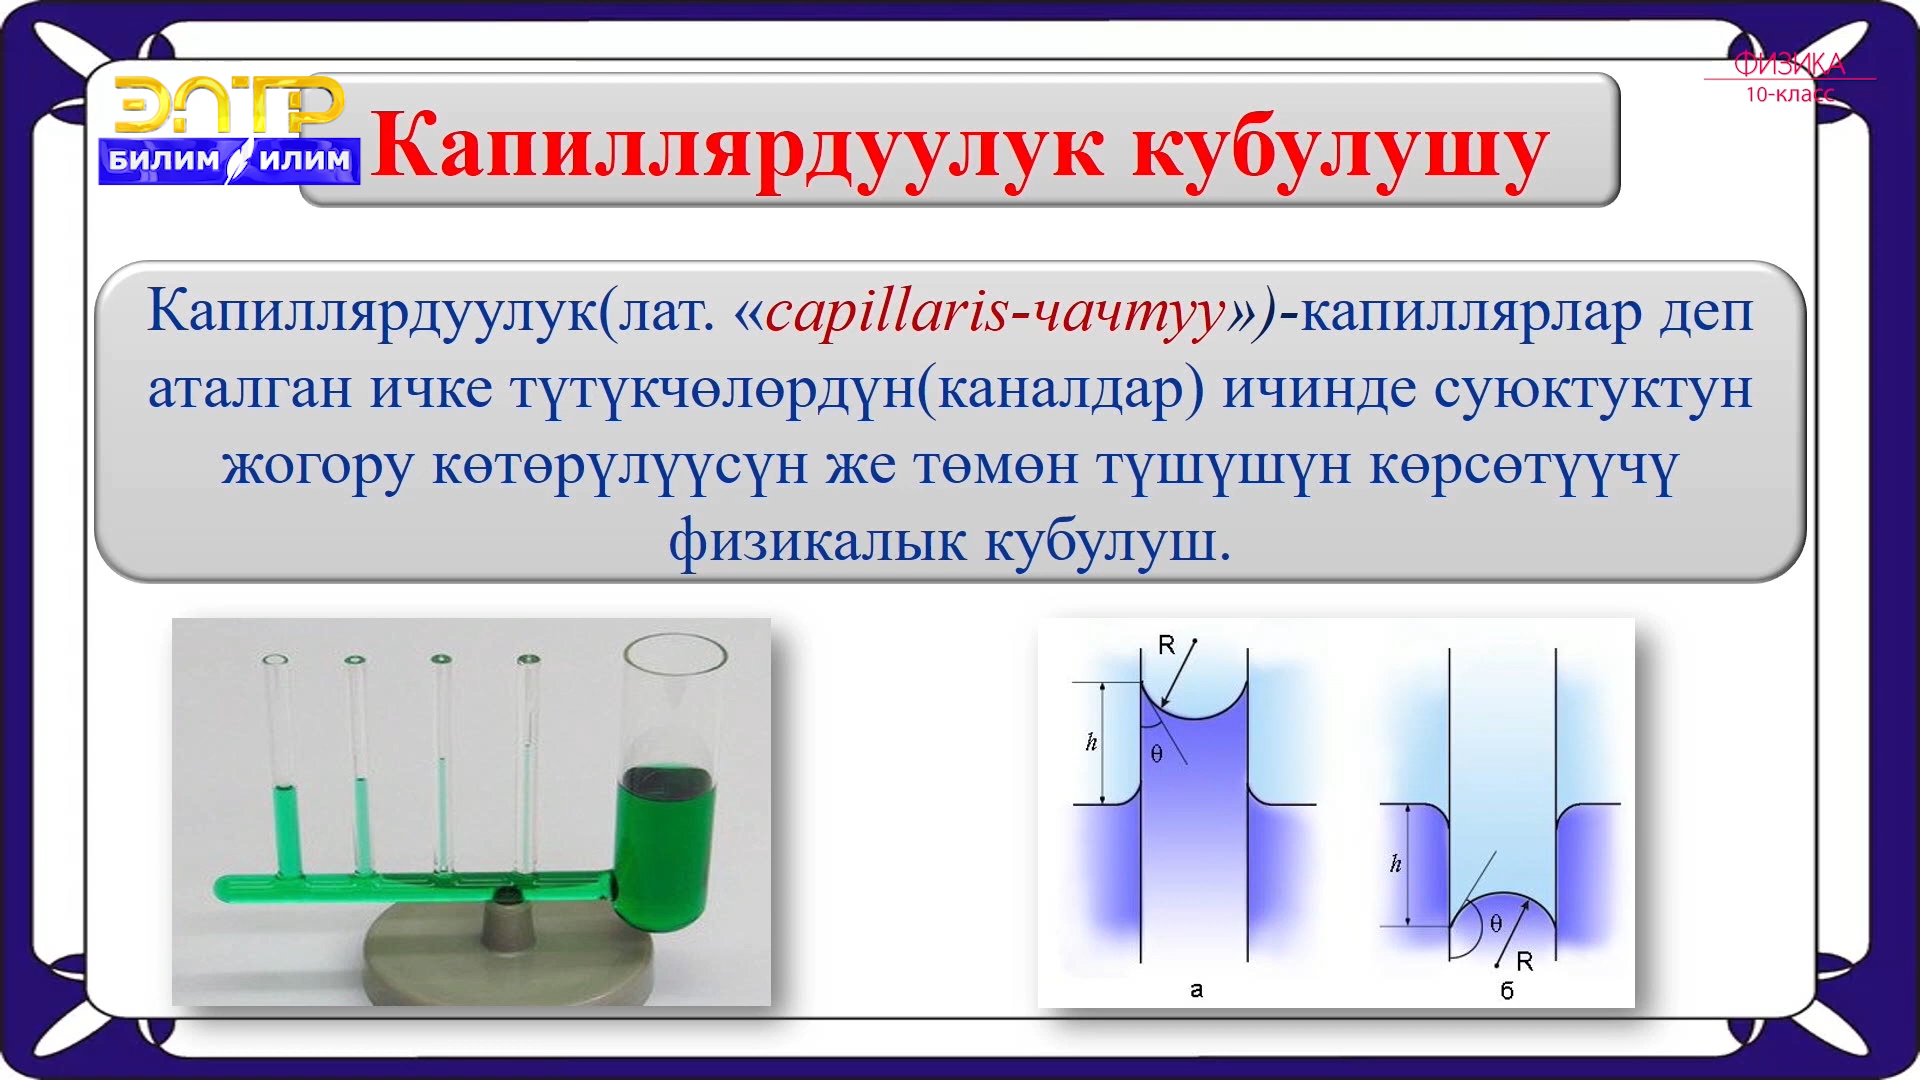 ЭЛТР
БИЛИМ ИЛИМ
ФИЗИКА
10-класс
Капиллярдуулук кубулушу
Капиллярдуулук(лат. «capillaris-чачтуу»)-капиллярлар деп
аталган ичке түтүкчөлөрдүн(каналдар) ичинде суюктуктун
жогору көтөрүлүүсүн же төмөн түшүшүн көрсөтүүчү
физикалык кубулуш.
R
h
θ
а
h
θ
R
б